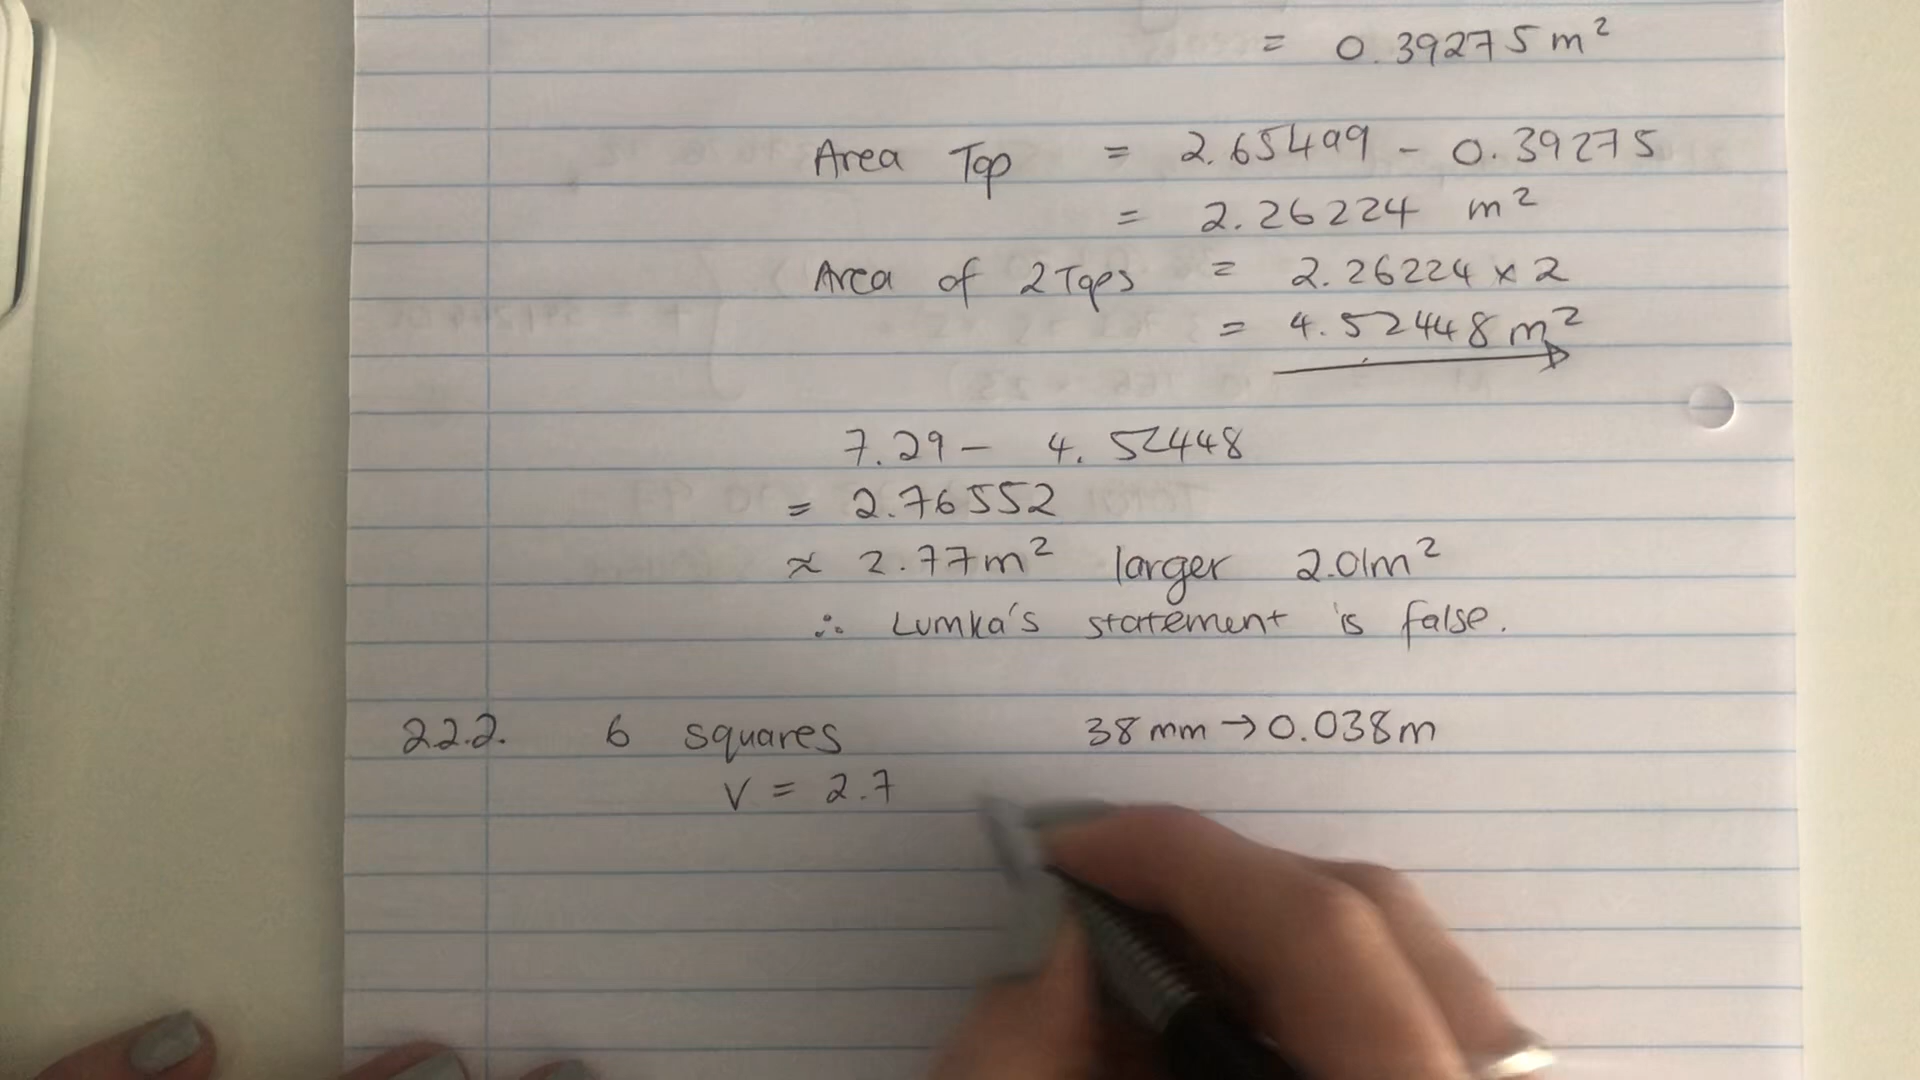 = 0.39275 m²
Area Top = 2.65499 - 0.39275
= 2.26224 m²
Area of 2 Tops = 2.26224 x 2
= 4.52448 m²
7.29 - 4.52448
= 2.76552
≈ 2.77m² larger 2.01m²
∴ Lumka's statement is false.
2.2.2. 6 squares 38 mm → 0.038m
V = 2.7